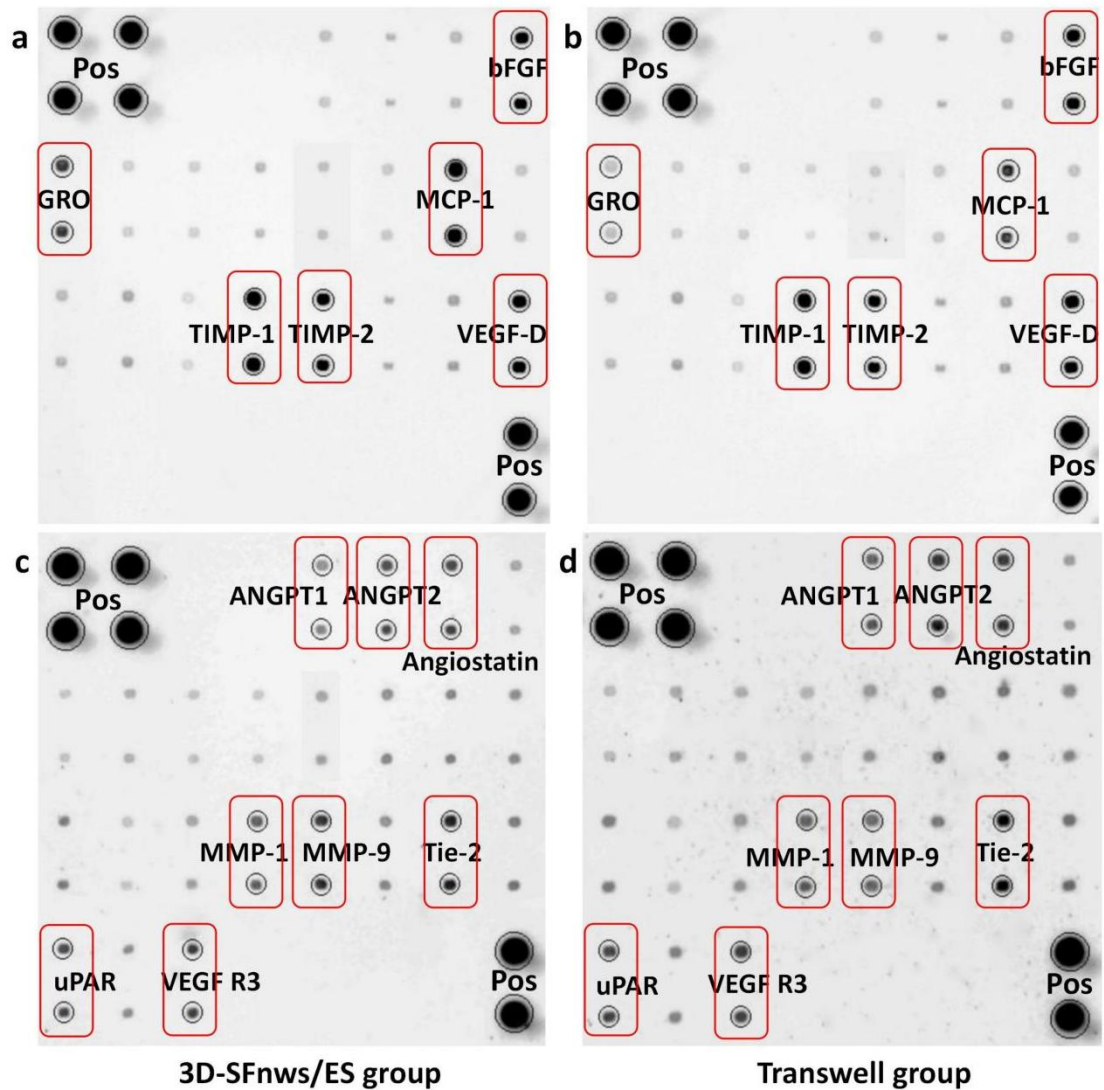 a
Pos
bFGF
GRO
MCP-1
TIMP-1
TIMP-2
VEGF-D
Pos
b
Pos
bFGF
GRO
MCP-1
TIMP-1
TIMP-2
VEGF-D
Pos
c
Pos
ANGPT1
ANGPT2
Angiostatin
MMP-1
MMP-9
Tie-2
uPAR
VEGF R3
Pos
3D-SFnws/ES group
d
Pos
ANGPT1
ANGPT2
Angiostatin
MMP-1
MMP-9
Tie-2
uPAR
VEGF R3
Pos
Transwell group